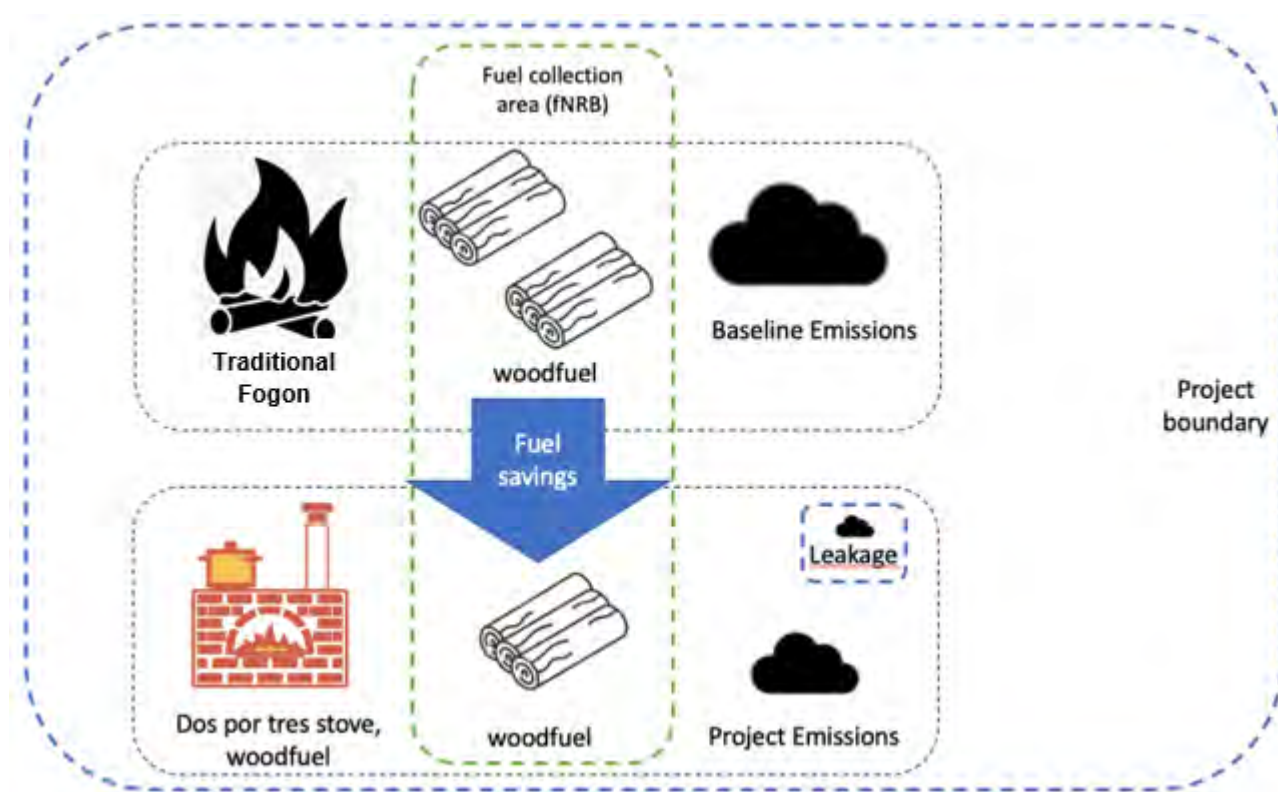 Fuel collection
area (fNRB)
Traditional
Fogon
woodfuel
Baseline Emissions
Project
boundary
Fuel
savings
Leakage
Dos por tres stove,
woodfuel
woodfuel
Project Emissions